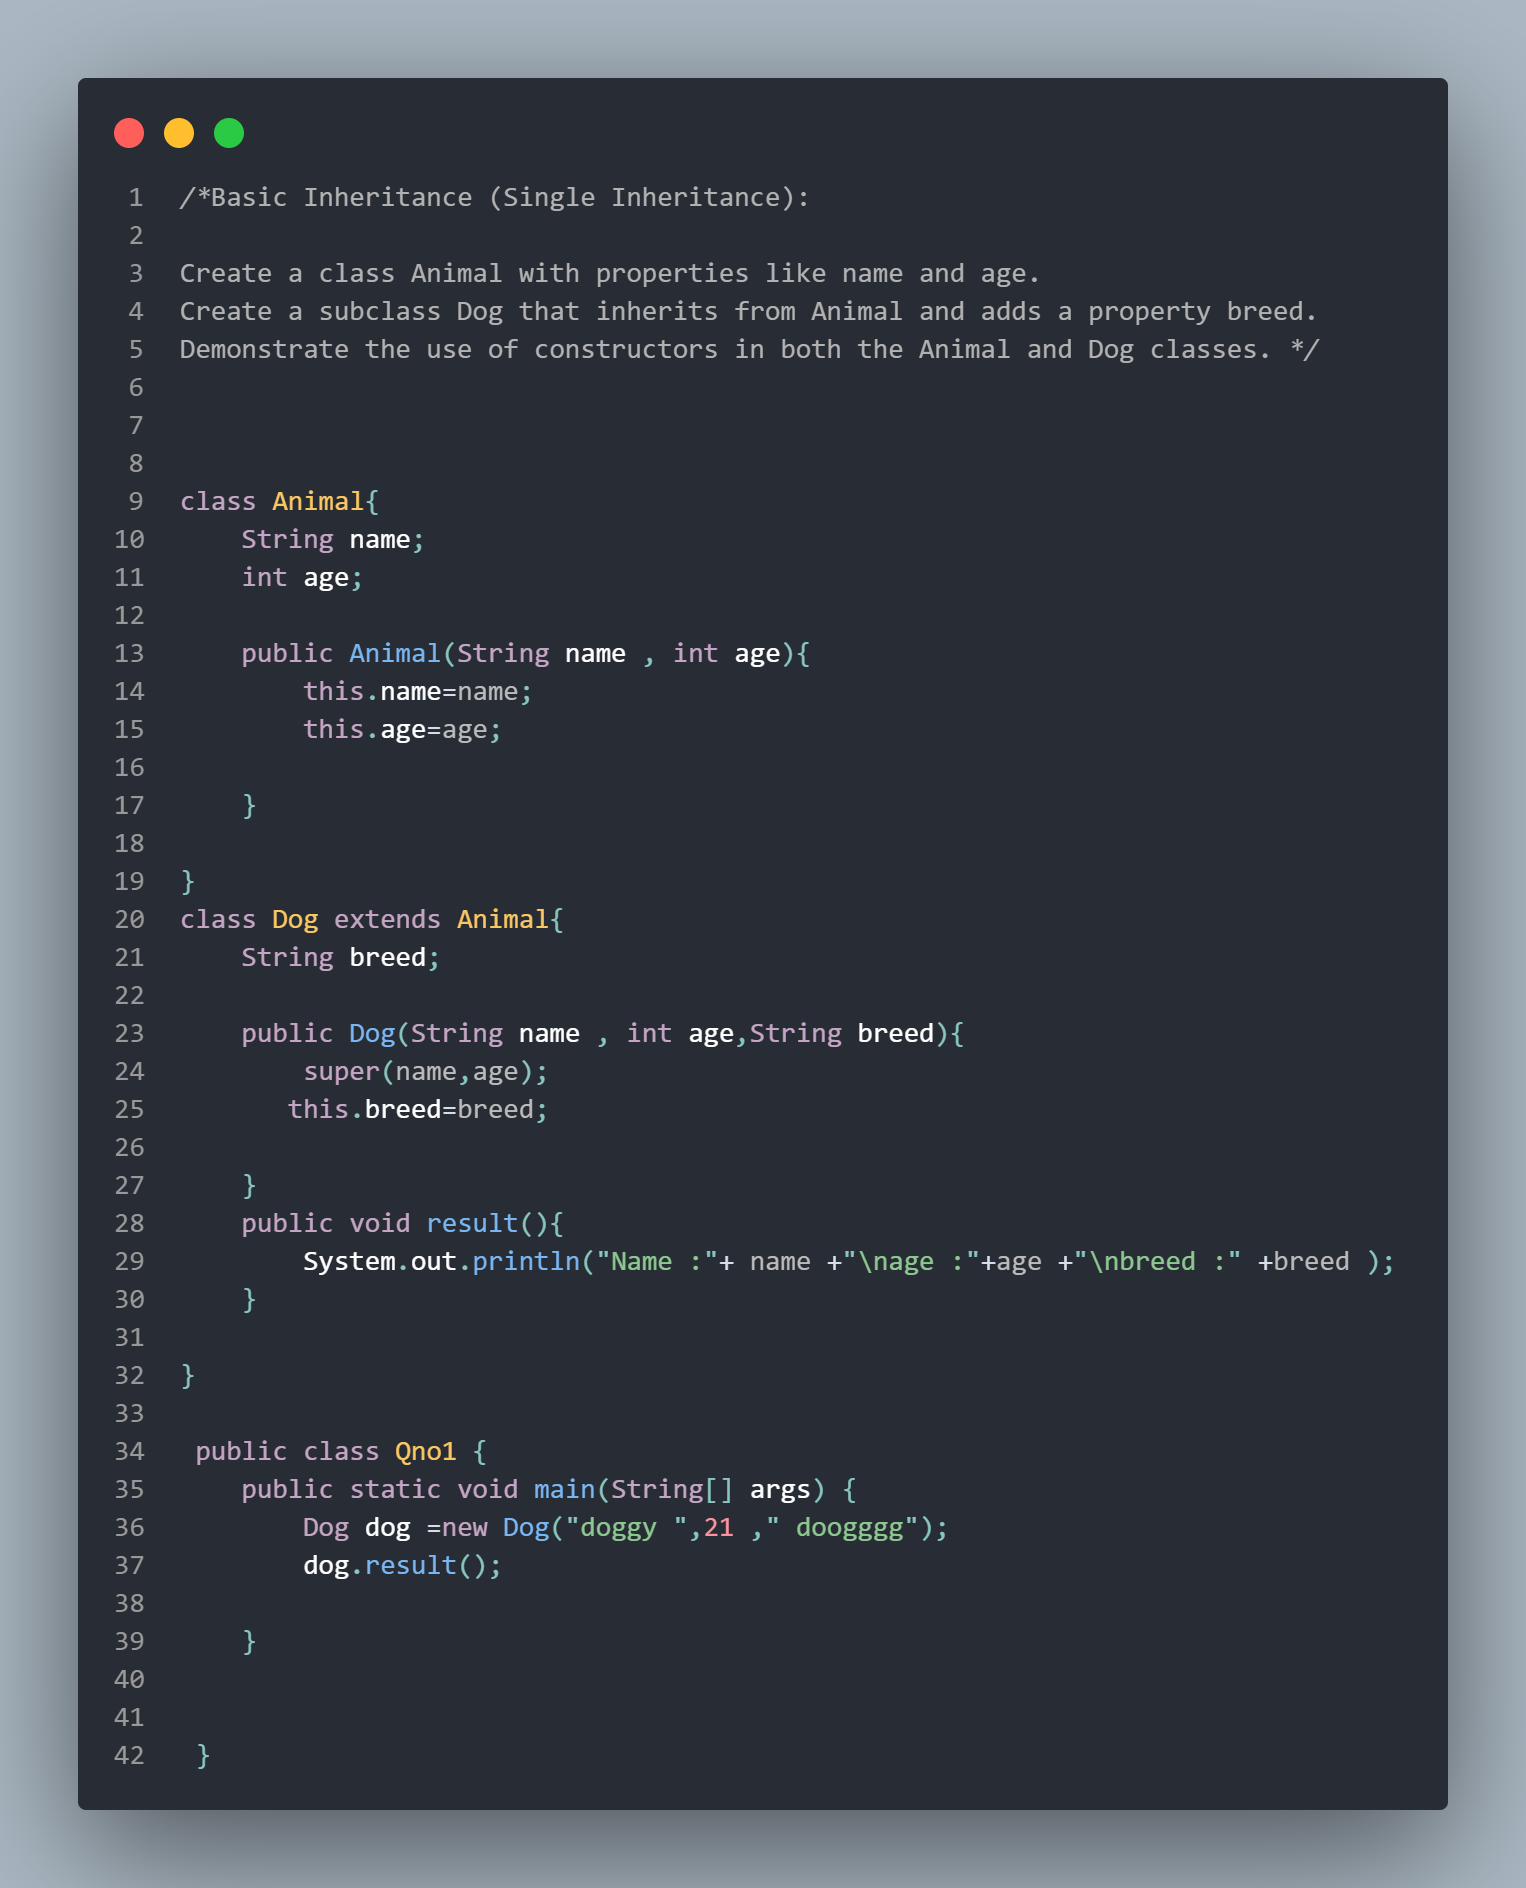 1 /*Basic Inheritance (Single Inheritance):
2
3 Create a class Animal with properties like name and age.
4 Create a subclass Dog that inherits from Animal and adds a property breed.
5 Demonstrate the use of constructors in both the Animal and Dog classes. */
6
7
8
9 class Animal{
10     String name;
11     int age;
12
13     public Animal(String name , int age){
14         this.name=name;
15         this.age=age;
16
17     }
18
19 }
20 class Dog extends Animal{
21     String breed;
22
23     public Dog(String name , int age,String breed){
24         super(name,age);
25        this.breed=breed;
26
27     }
28     public void result(){
29         System.out.println("Name :"+ name +"\nage :"+age +"\nbreed :" +breed );
30     }
31
32 }
33
34  public class Qno1 {
35     public static void main(String[] args) {
36         Dog dog =new Dog("doggy ",21 ," doogggg");
37         dog.result();
38
39     }
40
41
42  }